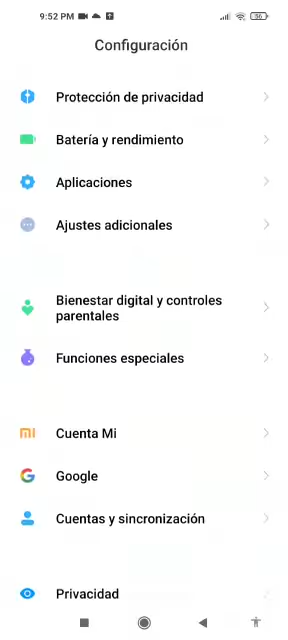 9:52 PM
56
Configuración
Protección de privacidad
Batería y rendimiento
Aplicaciones
Ajustes adicionales
Bienestar digital y controles
parentales
Funciones especiales
Cuenta Mi
Google
Cuentas y sincronización
Privacidad